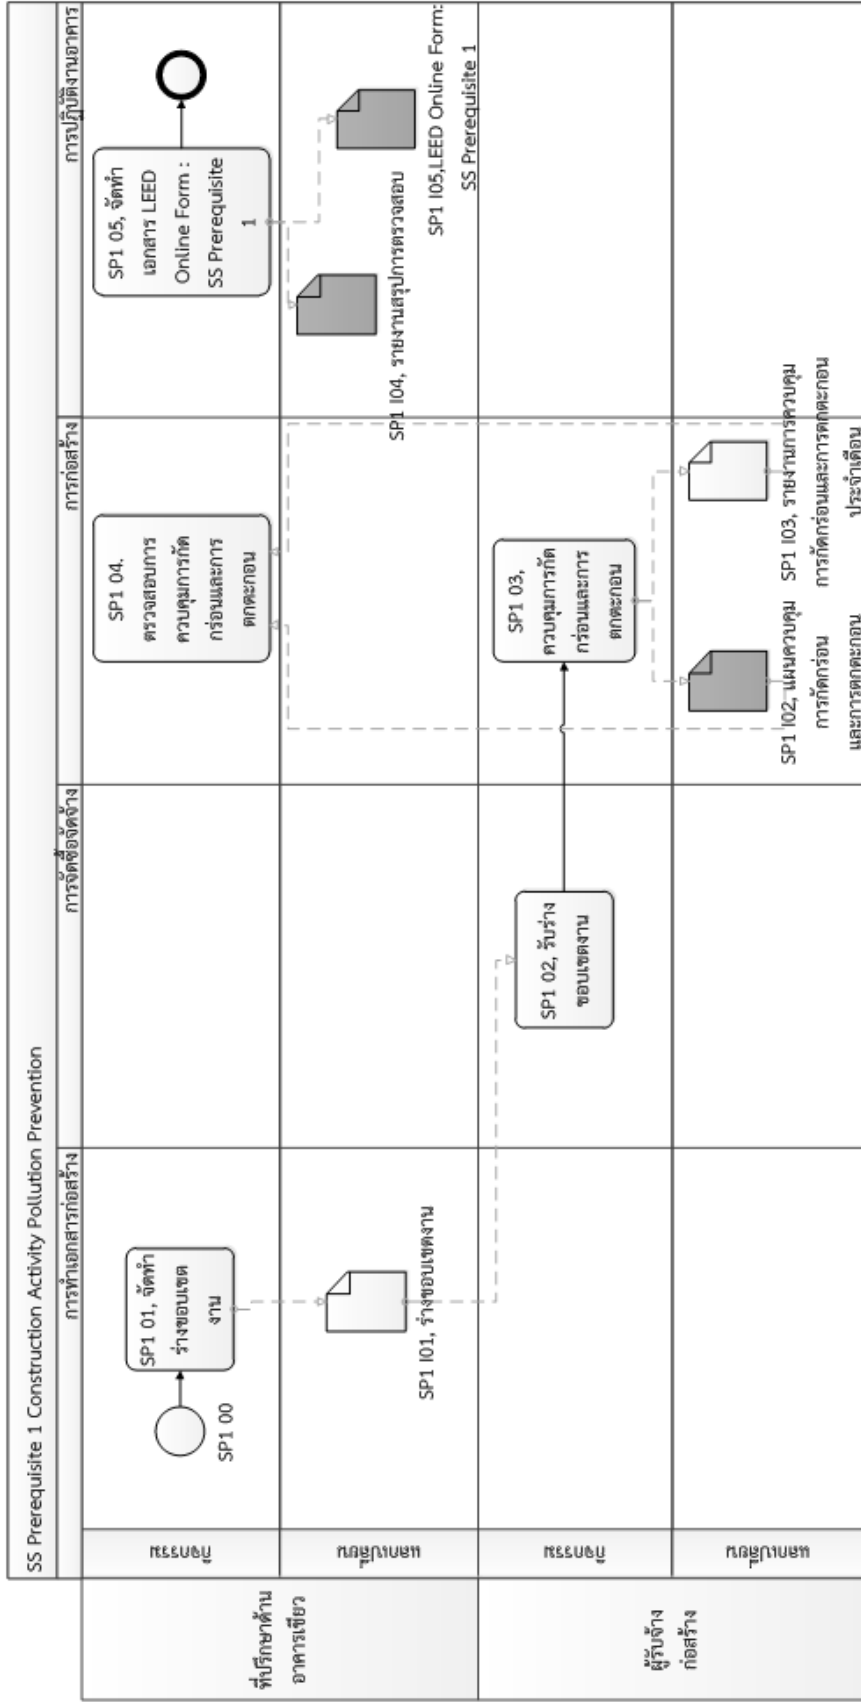 SS Prerequisite 1 Construction Activity Pollution Prevention
การทำเอกสารก่อสร้าง
การจัดซื้อจัดจ้าง
การก่อสร้าง
การปฏิบัติงานอาคาร
ที่ปรึกษาด้าน
อาคารเขียว
กิจกรรม
SP1 00
SP1 01, จัดทำ
ร่างขอบเขต
งาน
SP1 04.
ตรวจสอบการ
ควบคุมการกัด
กร่อนและการ
ตกตะกอน
SP1 05, จัดทำ
เอกสาร LEED
Online Form :
SS Prerequisite
1
แลกเปลี่ยน
SP1 I01, ร่างขอบเขตงาน
SP1 I04, รายงานสรุปการตรวจสอบ
SP1 I05,LEED Online Form:
SS Prerequisite 1
ผู้รับจ้าง
ก่อสร้าง
กิจกรรม
SP1 02, รับร่าง
ขอบเขตงาน
SP1 03,
ควบคุมการกัด
กร่อนและการ
ตกตะกอน
แลกเปลี่ยน
SP1 I02, แผนควบคุม
การกัดกร่อน
และการตกตะกอน
SP1 I03, รายงานการควบคุม
การกัดกร่อนและการตกตะกอน
ประจำเดือน